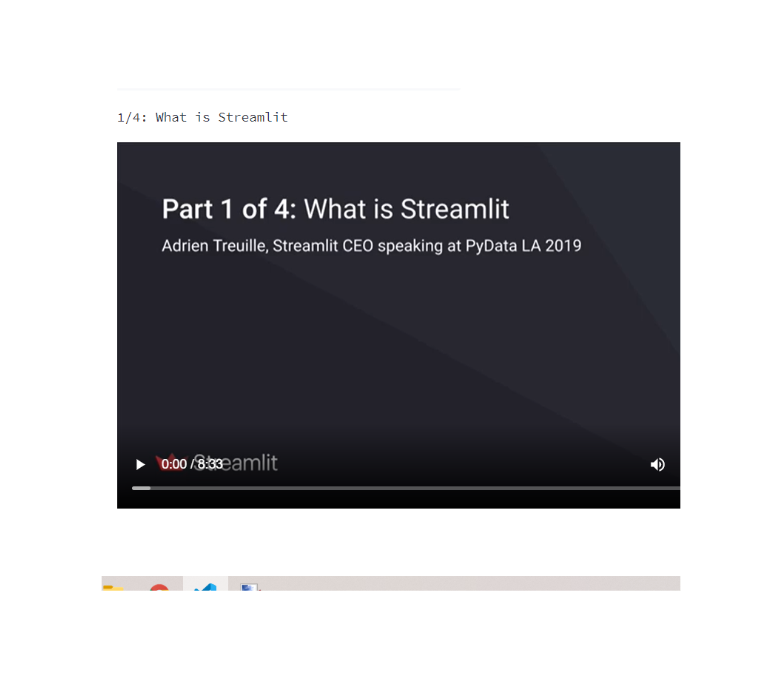 1/4: What is Streamlit
Part 1 of 4: What is Streamlit
Adrien Treuille, Streamlit CEO speaking at PyData LA 2019
0:00 / 8:33
Streamlit